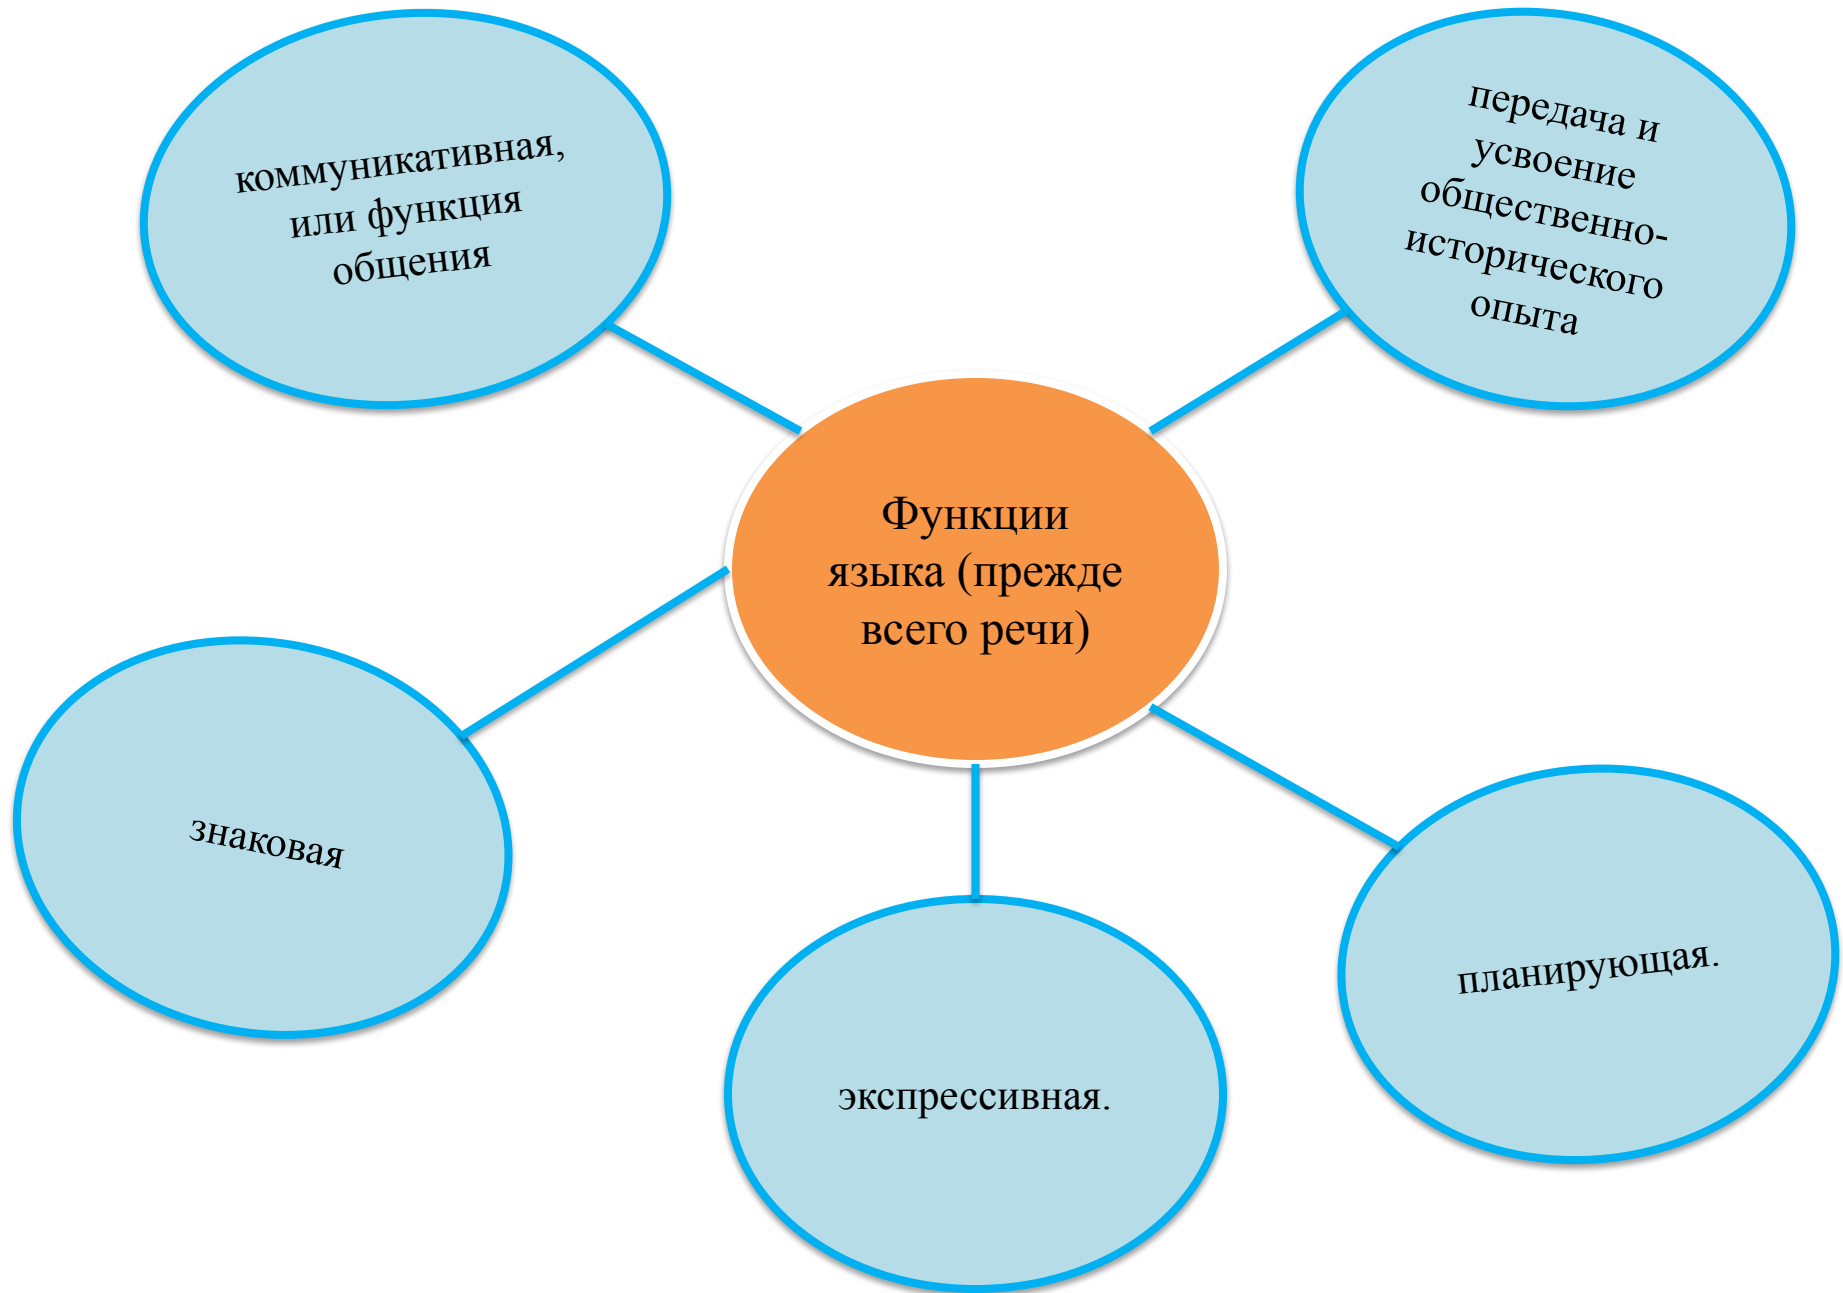 коммуникативная,
или функция
общения
передача и
усвоение
общественно-
исторического
опыта
Функции
языка (прежде
всего речи)
знаковая
экспрессивная.
планирующая.